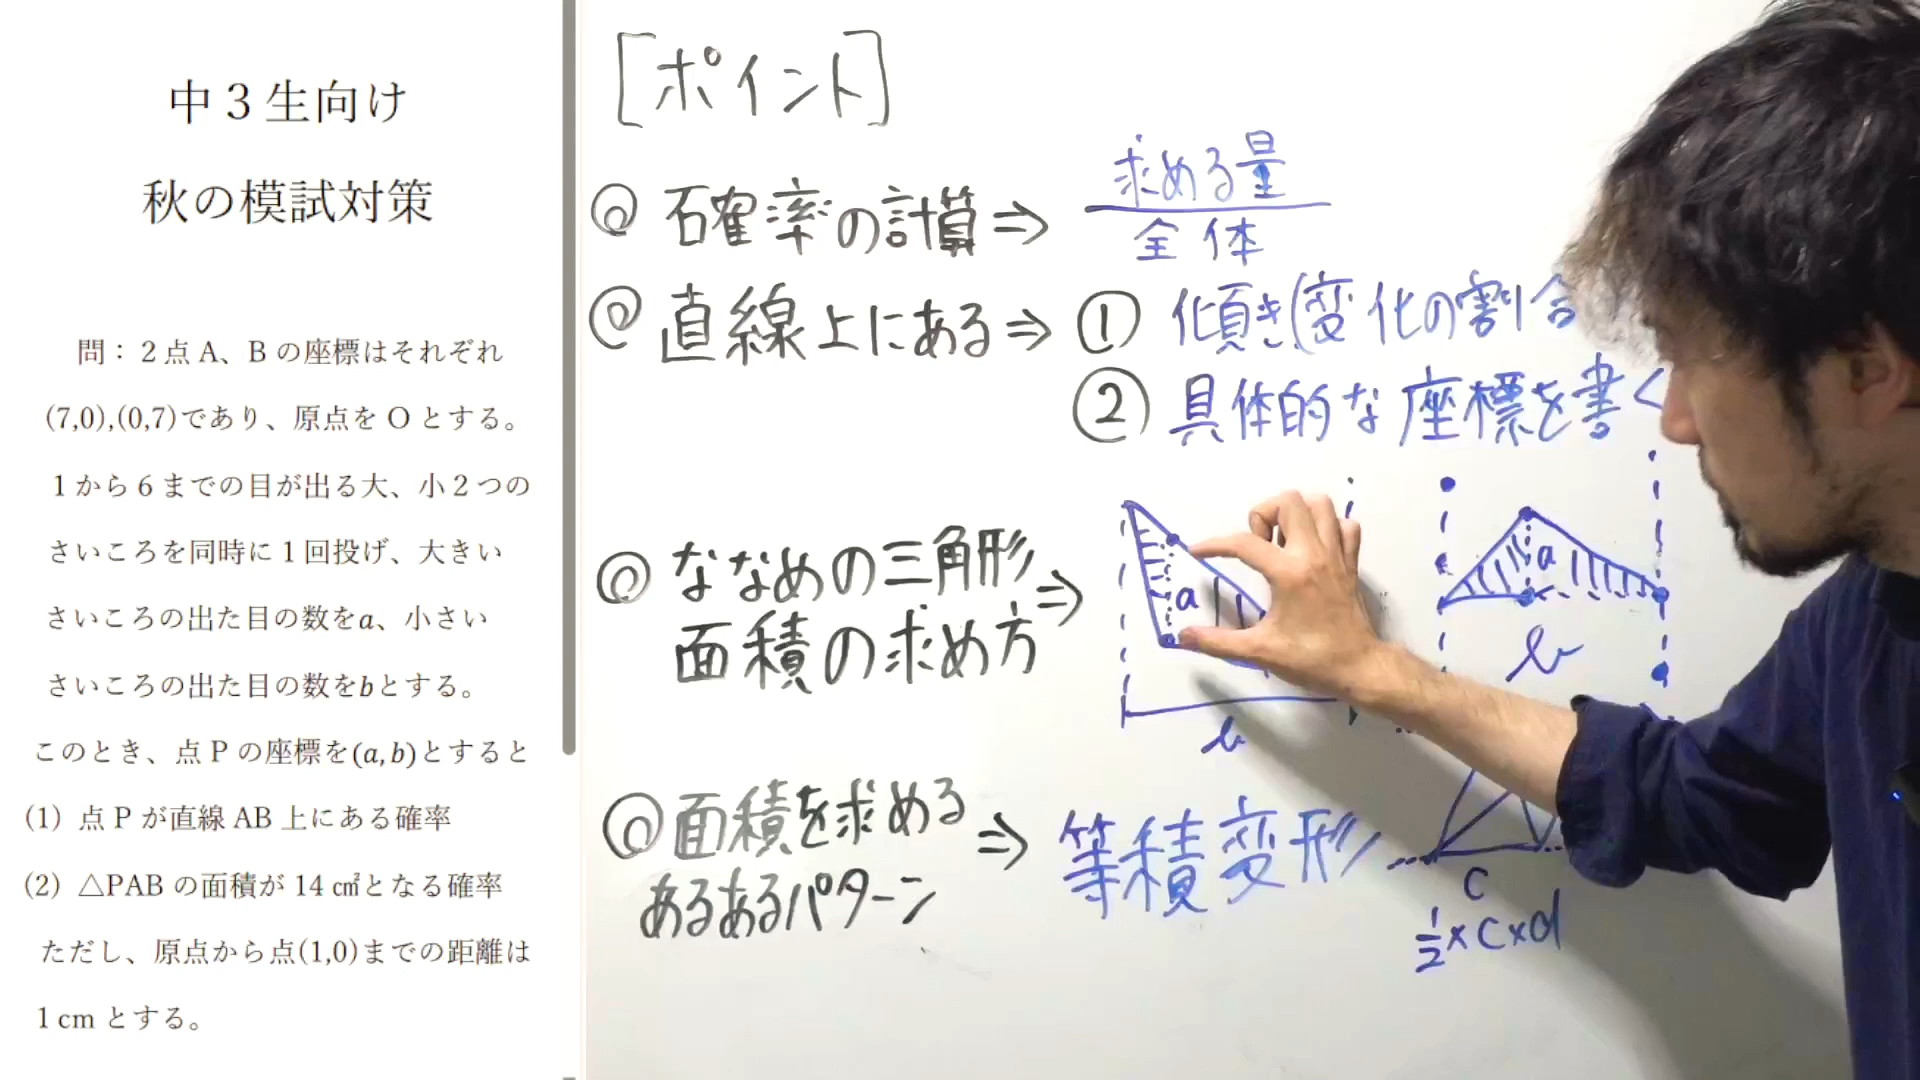 中３生向け
秋の模試対策
問：２点A、Bの座標はそれぞれ
(7,0),(0,7)であり、原点をOとする。
１から６までの目が出る大、小２つの
さいころを同時に１回投げ、大きい
さいころの出た目の数をa、小さい
さいころの出た目の数をbとする。
このとき、点Pの座標を(a,b)とすると
(1) 点Pが直線AB上にある確率
(2) △PABの面積が14㎠となる確率
ただし、原点から点(1,0)までの距離は
1cmとする。
[ポイント]
◎ 確率の計算⇒ 求める量
全体
◎ 直線上にある⇒ ① 傾き(変化の割合
② 具体的な座標を書く
◎ ななめの三角形
面積の求め方 ⇒
a
a
◎ 面積を求める
あるあるパターン ⇒ 等積変形
c
1/2×c×d